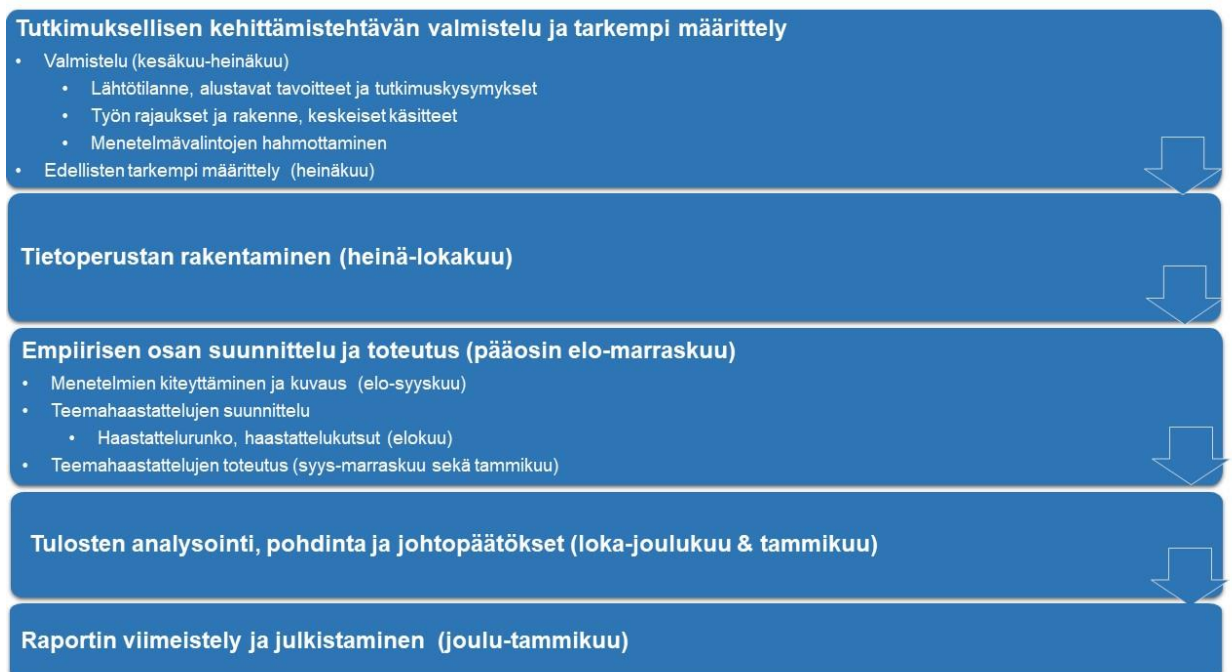 Tutkimuksellisen kehittämistehtävän valmistelu ja tarkempi määrittely
• Valmistelu (kesäkuu-heinäkuu)
• Lähtötilanne, alustavat tavoitteet ja tutkimuskysymykset
• Työn rajaukset ja rakenne, keskeiset käsitteet
• Menetelmävalintojen hahmottaminen
• Edellisten tarkempi määrittely (heinäkuu)
Tietoperustan rakentaminen (heinä-lokakuu)
Empiirisen osan suunnittelu ja toteutus (pääosin elo-marraskuu)
• Menetelmien kiteyttäminen ja kuvaus (elo-syyskuu)
• Teemahaastattelujen suunnittelu
• Haastattelurunko, haastattelukutsut (elokuu)
• Teemahaastattelujen toteutus (syys-marraskuu sekä tammikuu)
Tulosten analysointi, pohdinta ja johtopäätökset (loka-joulukuu & tammikuu)
Raportin viimeistely ja julkistaminen (joulu-tammikuu)